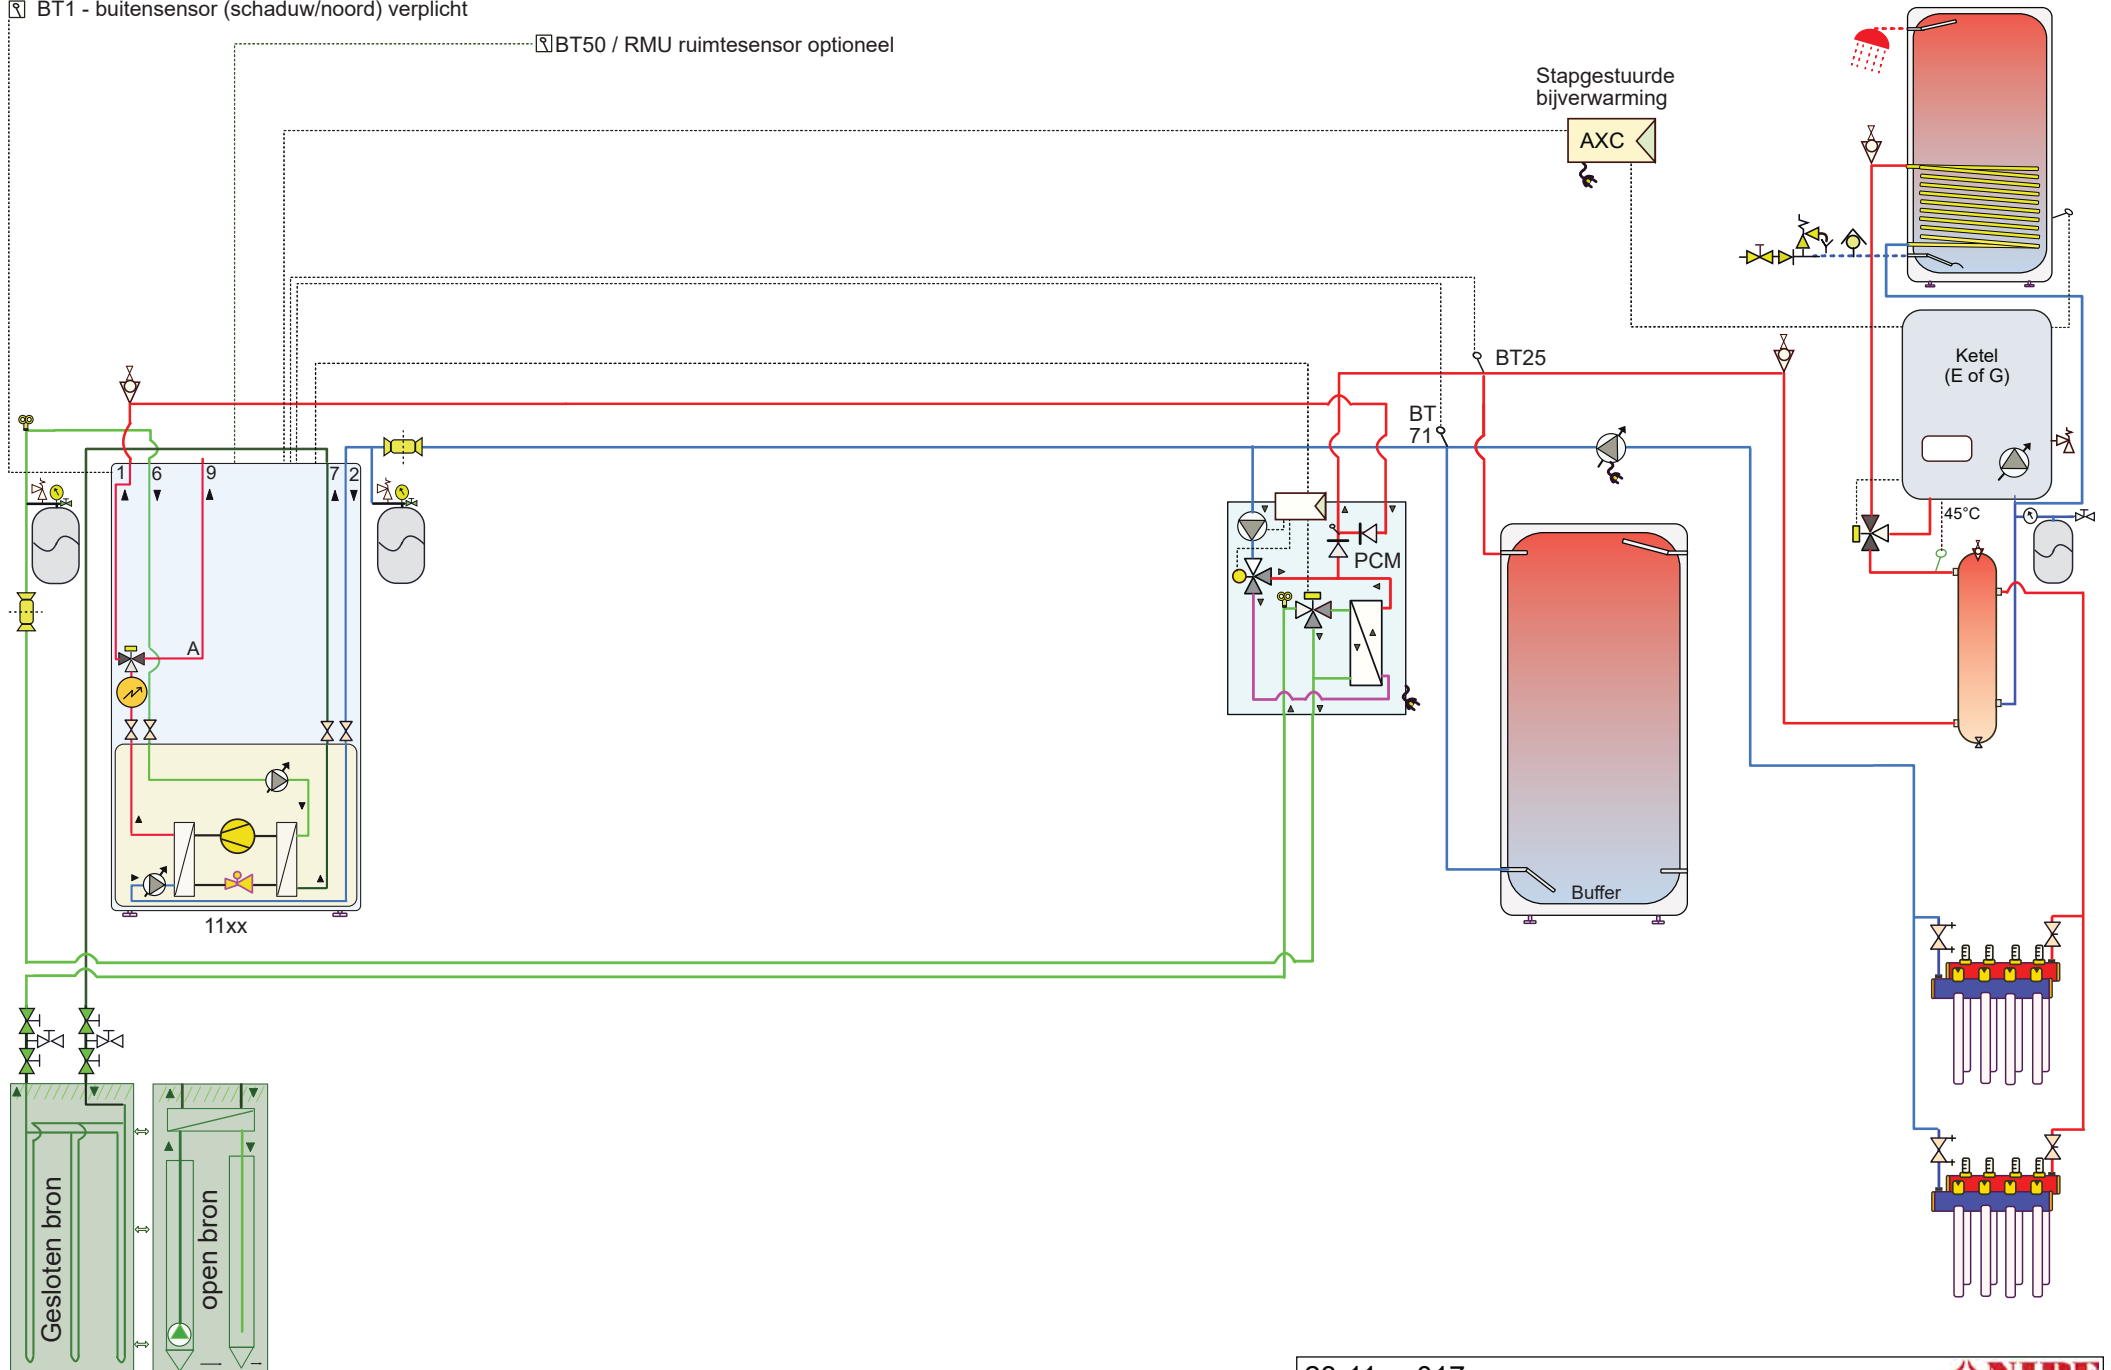 BT1 - buitensensor (schaduw/noord) verplicht
BT50 / RMU ruimtesensor optioneel
Stapgestuurde
bijverwarming
AXC
Ketel
(E of G)
BT25
BT
71
1 6 9 7 2
45°C
PCM
A
Buffer
11xx
Gesloten bron
open bron